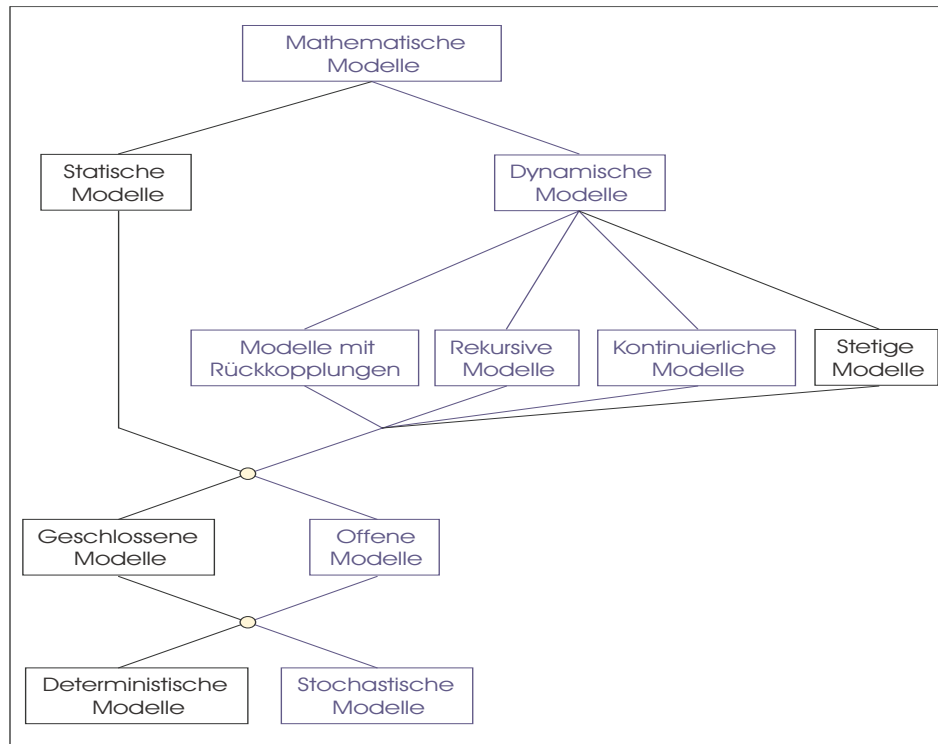 Mathematische
Modelle
Statische
Modelle
Dynamische
Modelle
Modelle mit
Rückkopplungen
Rekursive
Modelle
Kontinuierliche
Modelle
Stetige
Modelle
Geschlossene
Modelle
Offene
Modelle
Deterministische
Modelle
Stochastische
Modelle